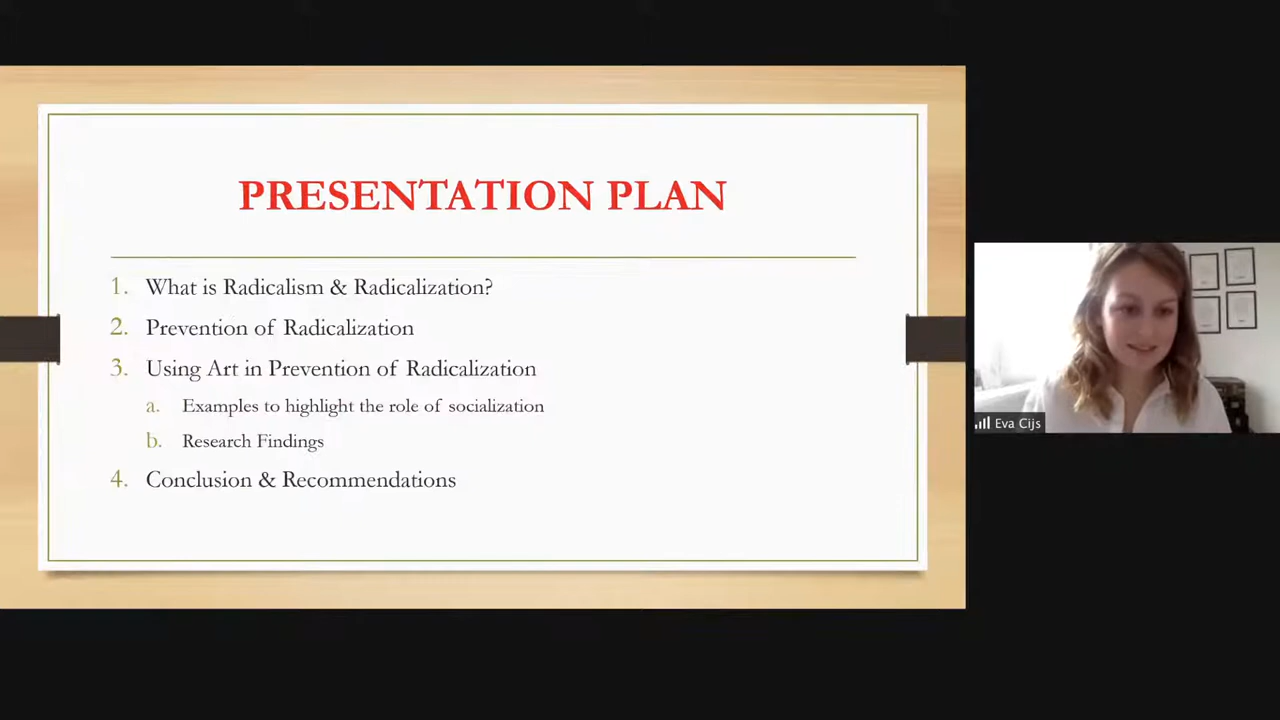 PRESENTATION PLAN
1. What is Radicalism & Radicalization?
2. Prevention of Radicalization
3. Using Art in Prevention of Radicalization
a. Examples to highlight the role of socialization
b. Research Findings
4. Conclusion & Recommendations
Eva Cijs